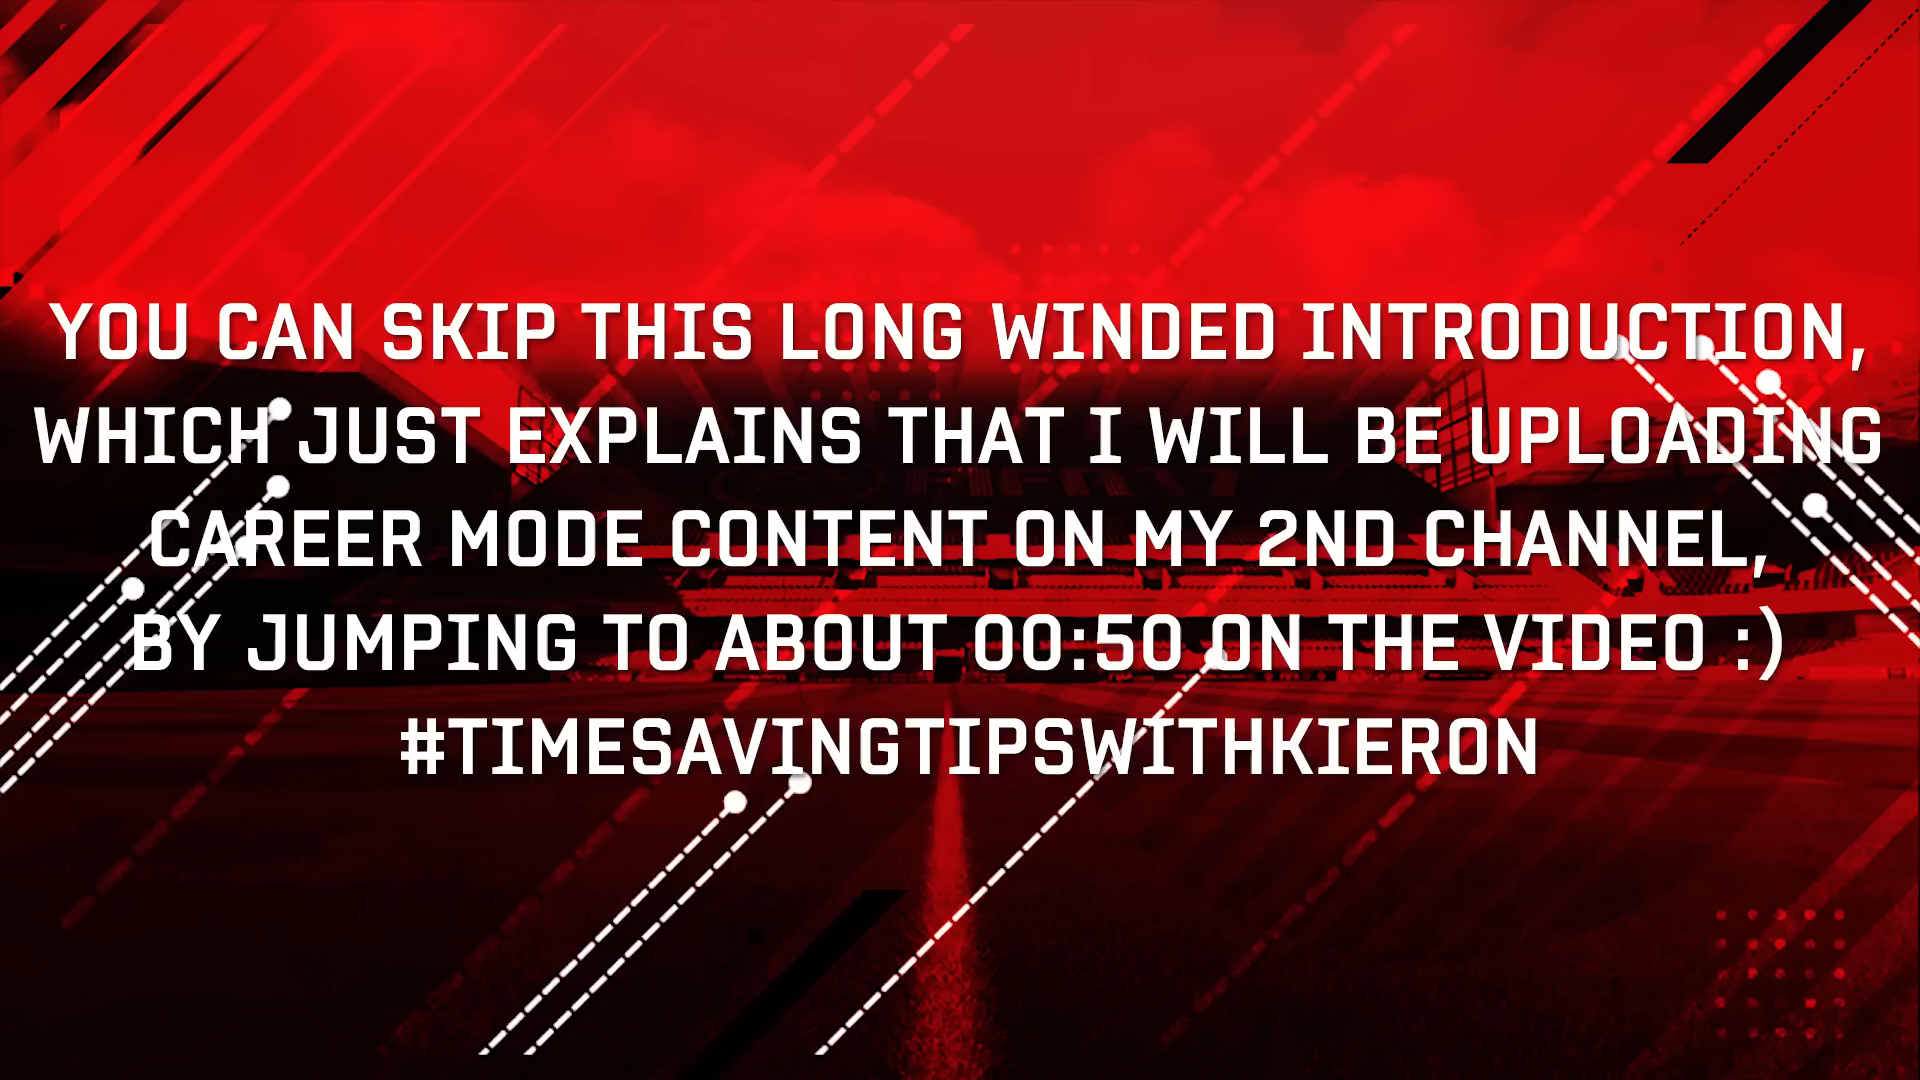 YOU CAN SKIP THIS LONG WINDED INTRODUCTION,
WHICH JUST EXPLAINS THAT I WILL BE UPLOADING
CAREER MODE CONTENT ON MY 2ND CHANNEL,
BY JUMPING TO ABOUT 00:50 ON THE VIDEO :)
#TIMESAVINGTIPSWITHKIERON